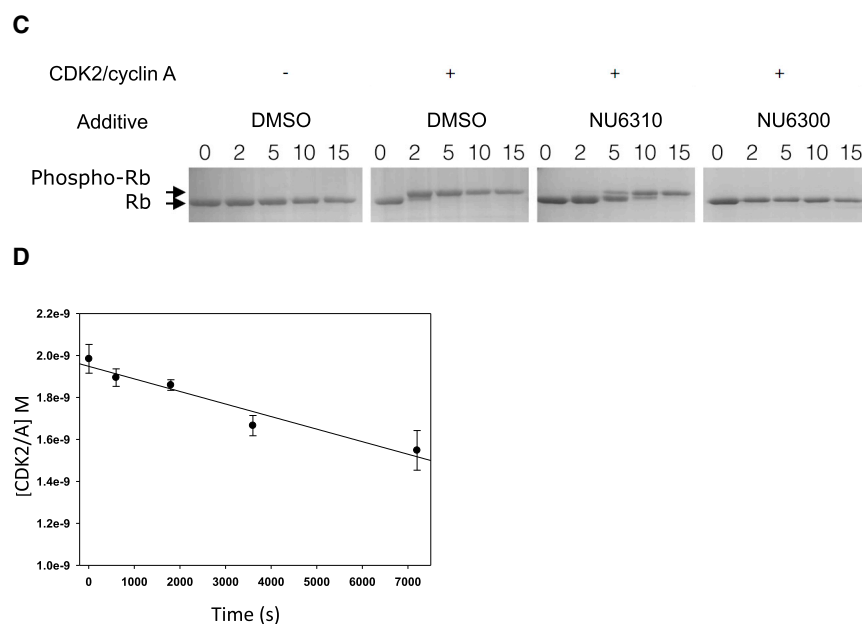 C
CDK2/cyclin A - + + +
Additive DMSO DMSO NU6310 NU6300
0 2 5 10 15 0 2 5 10 15 0 2 5 10 15 0 2 5 10 15
Phospho-Rb
Rb
D
2.2e-9
2.0e-9
1.8e-9
1.6e-9
1.4e-9
1.2e-9
1.0e-9
[CDK2/A] M
0 1000 2000 3000 4000 5000 6000 7000
Time (s)